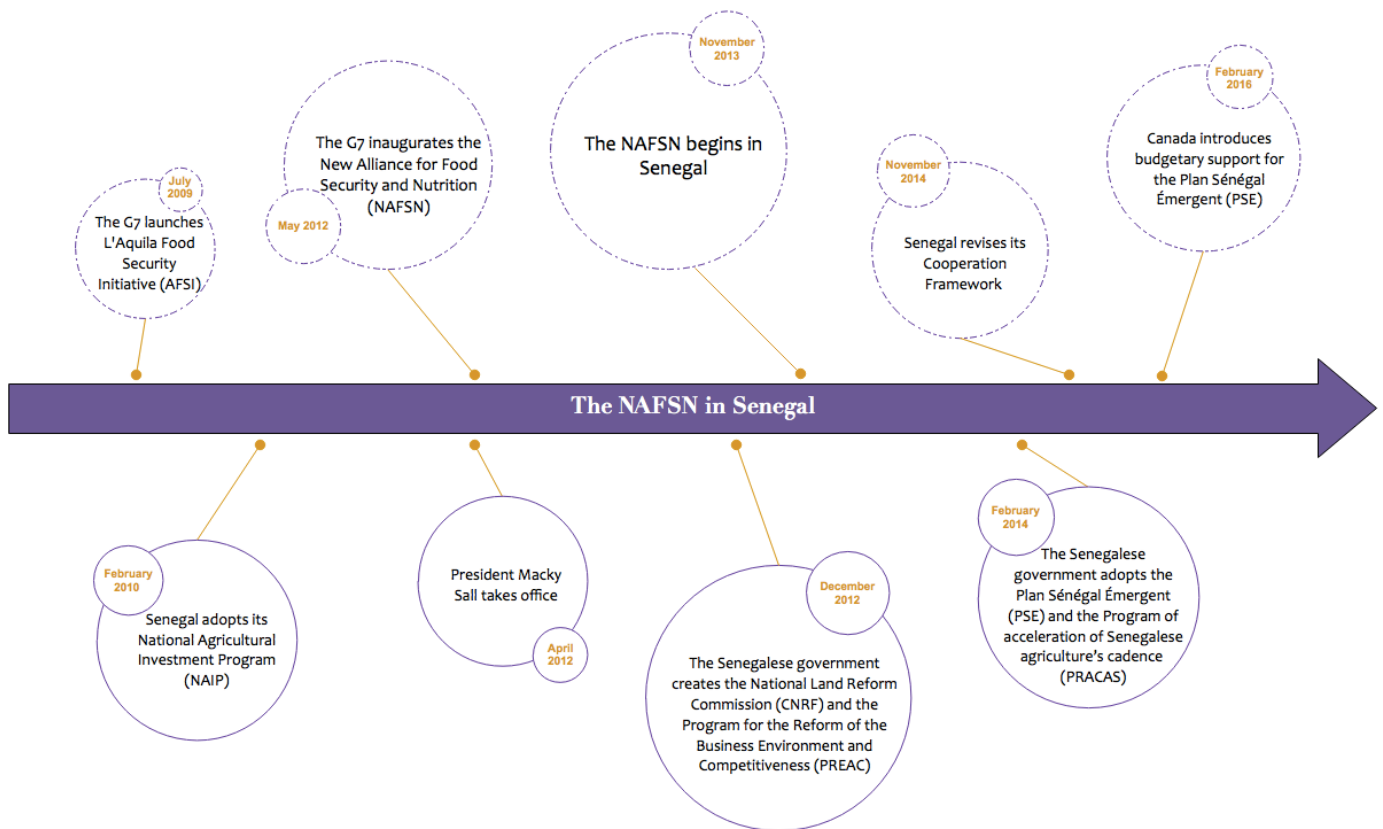 July
2009
The G7 launches
L'Aquila Food
Security
Initiative (AFSI)
The G7 inaugurates the
New Alliance for Food
Security and Nutrition
(NAFSN)
May 2012
November
2013
The NAFSN begins in
Senegal
November
2014
Senegal revises its
Cooperation
Framework
February
2016
Canada introduces
budgetary support for
the Plan Sénégal
Émergent (PSE)
The NAFSN in Senegal
February
2010
Senegal adopts its
National Agricultural
Investment Program
(NAIP)
President Macky
Sall takes office
April
2012
December
2012
The Senegalese government
creates the National Land Reform
Commission (CNRF) and the
Program for the Reform of the
Business Environment and
Competitiveness (PREAC)
February
2014
The Senegalese
government adopts the
Plan Sénégal Émergent
(PSE) and the Program of
acceleration of Senegalese
agriculture’s cadence
(PRACAS)